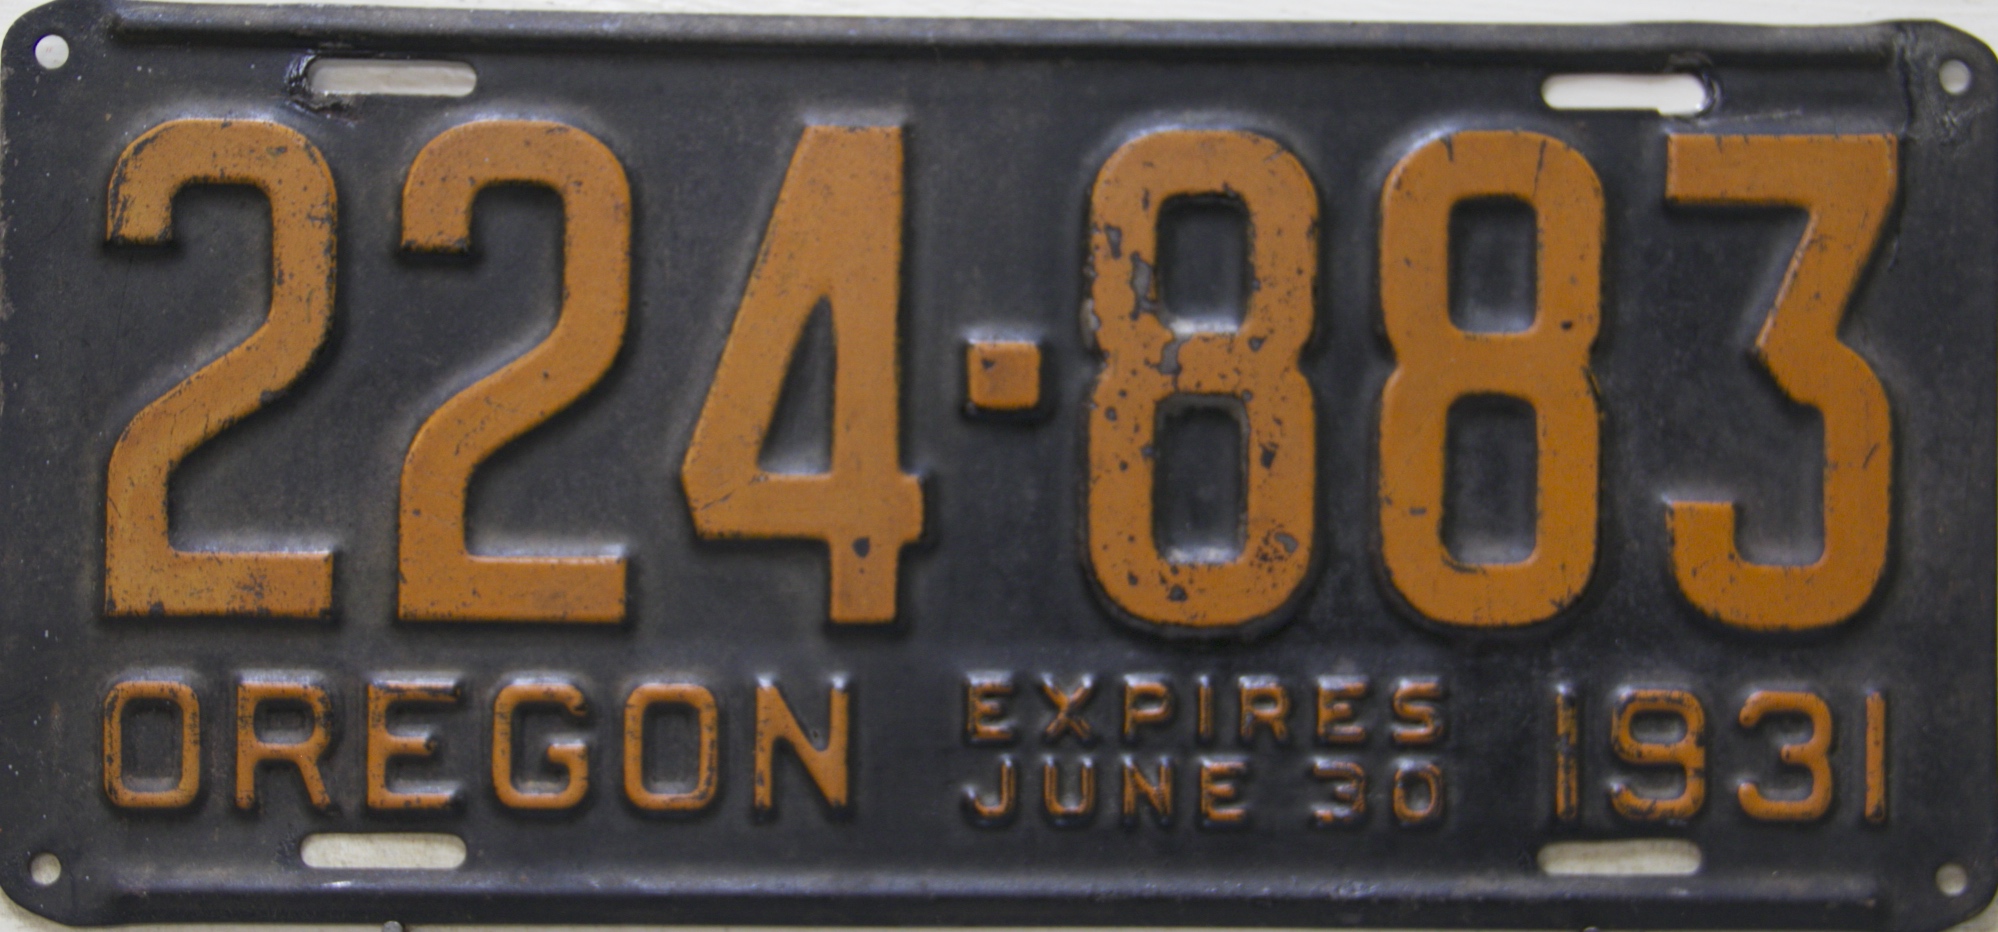 224-883
OREGON EXPIRES JUNE 30 1931